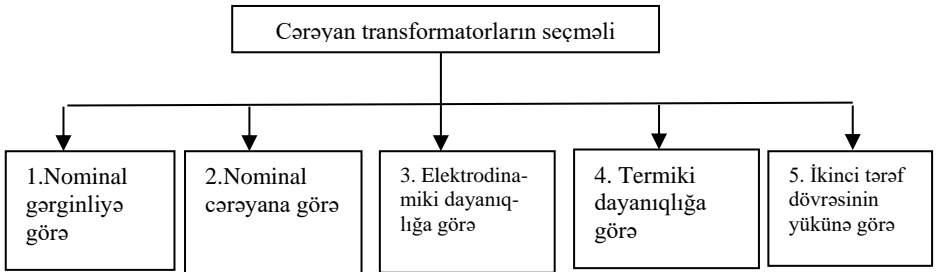 Cərəyan transformatorların seçməli
1.Nominal
gərginliyə
görə
2.Nominal
cərəyana görə
3. Elektrodina-
miki dayanıq-
lığa görə
4. Termiki
dayanıqlığa
görə
5. İkinci tərəf
dövrəsinin
yükünə görə